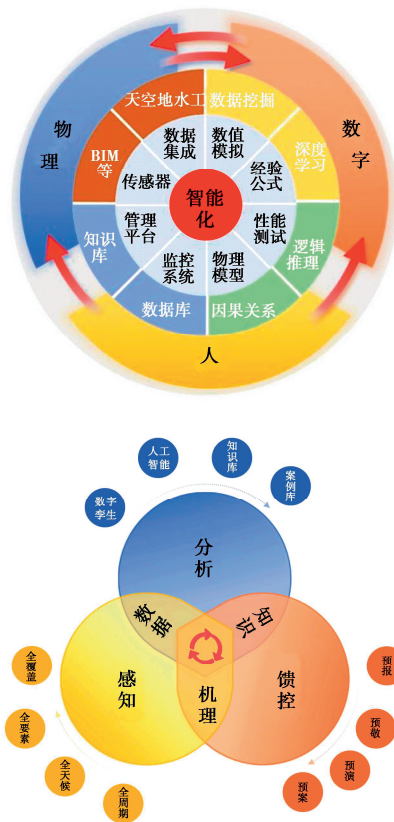 物理
数字
人
天空地水工
数据挖掘
BIM
等
深度
学习
知识
库
逻辑
推理
数据库
因果关系
数据
集成
数值
模拟
传感器
经验
公式
管理
平台
性能
测试
监控
系统
物理
模型
智能
化
人工
智能
知识库
数字
孪生
案例库
分析
数据
知识
感知
机理
馈控
全覆盖
全要素
全天候
全周期
预报
预敬
预演
预案